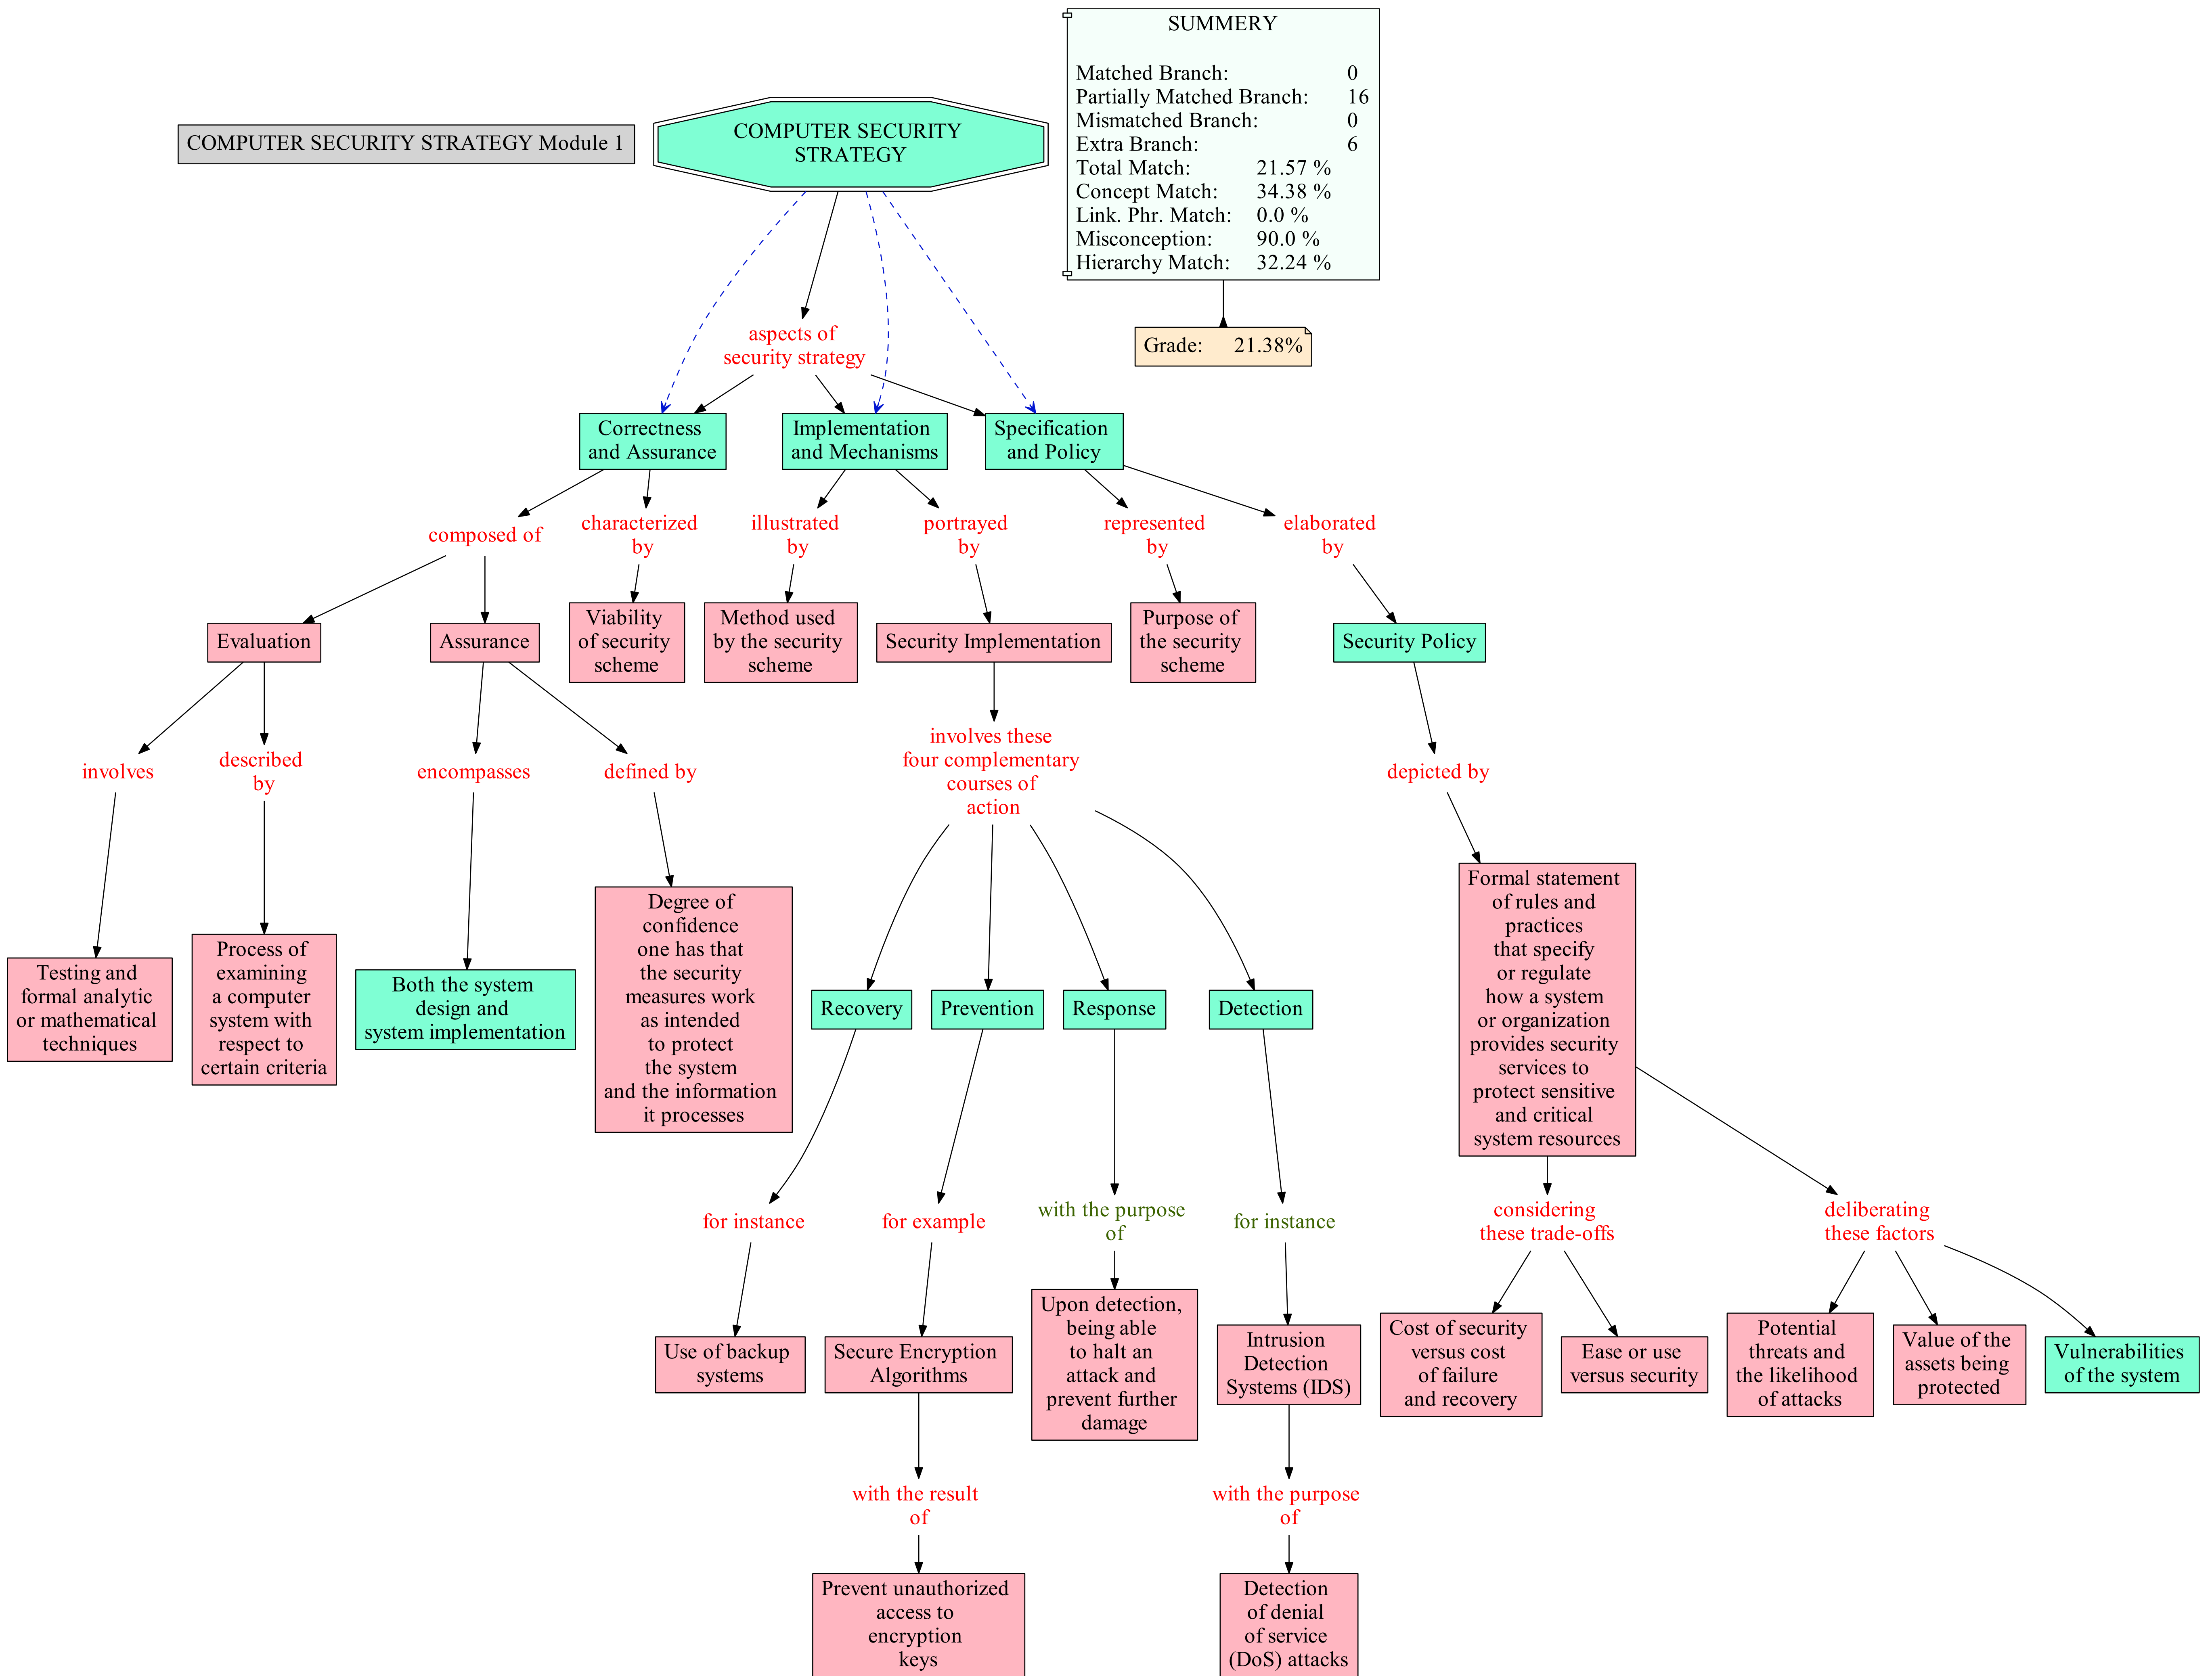 SUMMERY
Matched Branch: 0
Partially Matched Branch: 16
Mismatched Branch: 0
Extra Branch: 6
Total Match: 21.57 %
Concept Match: 34.38 %
Link. Phr. Match: 0.0 %
Misconception: 90.0 %
Hierarchy Match: 32.24 %
Grade: 21.38%
COMPUTER SECURITY STRATEGY Module 1
COMPUTER SECURITY
STRATEGY
aspects of
security strategy
Correctness
and Assurance
Implementation
and Mechanisms
Specification
and Policy
composed of
characterized
by
illustrated
by
portrayed
by
represented
by
elaborated
by
Evaluation
Assurance
Viability
of security
scheme
Method used
by the security
scheme
Security Implementation
Purpose of
the security
scheme
Security Policy
involves
described
by
encompasses
defined by
involves these
four complementary
courses of
action
depicted by
Testing and
formal analytic
or mathematical
techniques
Process of
examining
a computer
system with
respect to
certain criteria
Both the system
design and
system implementation
Degree of
confidence
one has that
the security
measures work
as intended
to protect
the system
and the information
it processes
Recovery
Prevention
Response
Detection
Formal statement
of rules and
practices
that specify
or regulate
how a system
or organization
provides security
services to
protect sensitive
and critical
system resources
for instance
for example
with the purpose
of
for instance
considering
these trade-offs
deliberating
these factors
Use of backup
systems
Secure Encryption
Algorithms
Upon detection,
being able
to halt an
attack and
prevent further
damage
Intrusion
Detection
Systems (IDS)
Cost of security
versus cost
of failure
and recovery
Ease or use
versus security
Potential
threats and
the likelihood
of attacks
Value of the
assets being
protected
Vulnerabilities
of the system
with the result
of
with the purpose
of
Prevent unauthorized
access to
encryption
keys
Detection
of denial
of service
(DoS) attacks